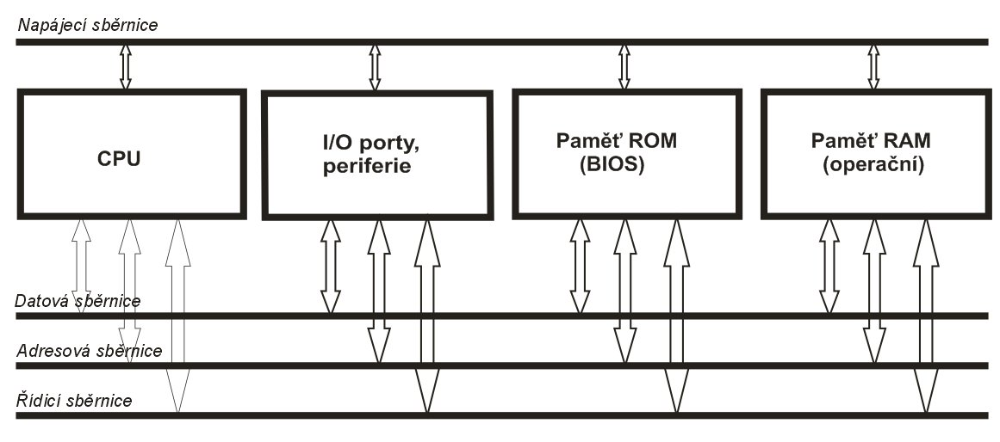 Napájecí sběrnice
CPU
I/O porty,
periferie
Paměť ROM
(BIOS)
Paměť RAM
(operační)
Datová sběrnice
Adresová sběrnice
Řídicí sběrnice